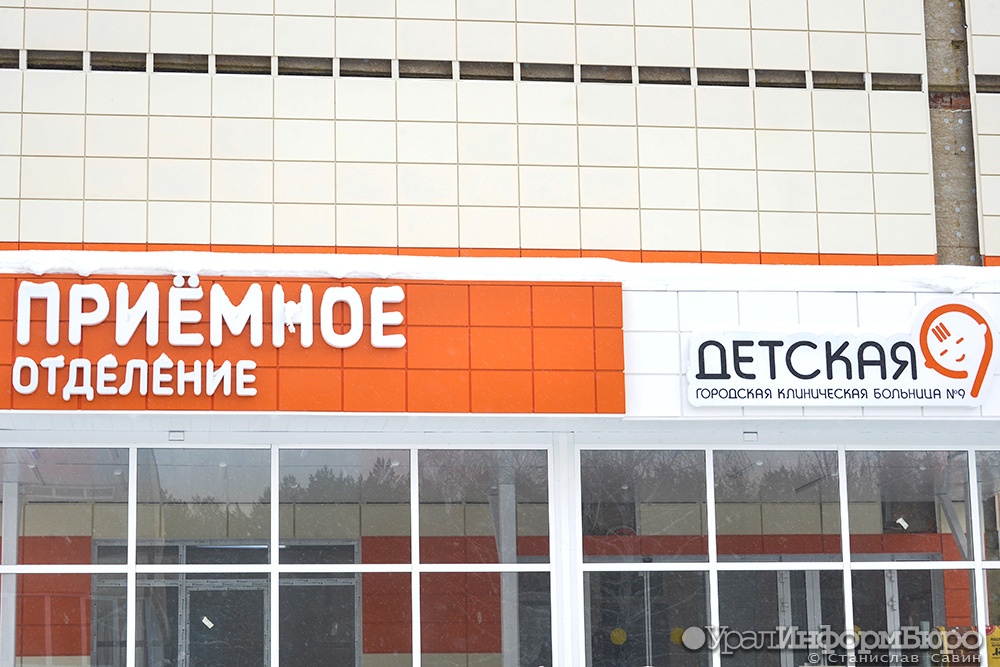 ПРИЁМНОЕ
ОТДЕЛЕНИЕ
ДЕТСКАЯ
ГОРОДСКАЯ КЛИНИЧЕСКАЯ БОЛЬНИЦА №9
УралИнформБюро
© Станислав Савин